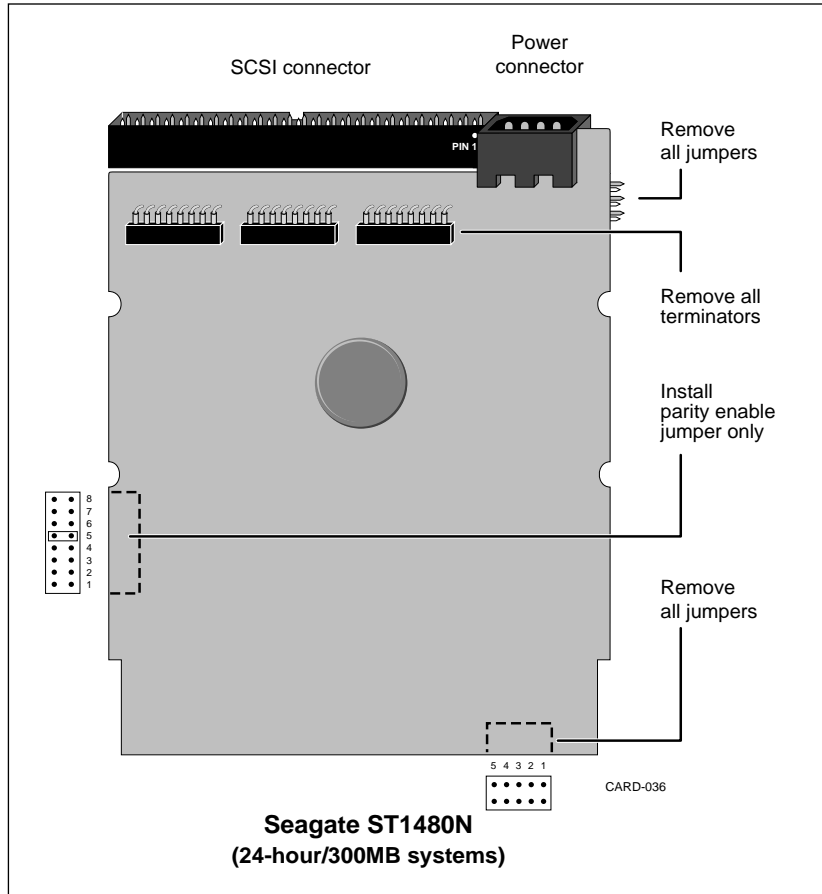 SCSI connector
Power
connector
PIN 1
Remove
all jumpers
Remove all
terminators
Install
parity enable
jumper only
8
7
6
5
4
3
2
1
Remove
all jumpers
5 4 3 2 1
CARD-036
Seagate ST1480N
(24-hour/300MB systems)